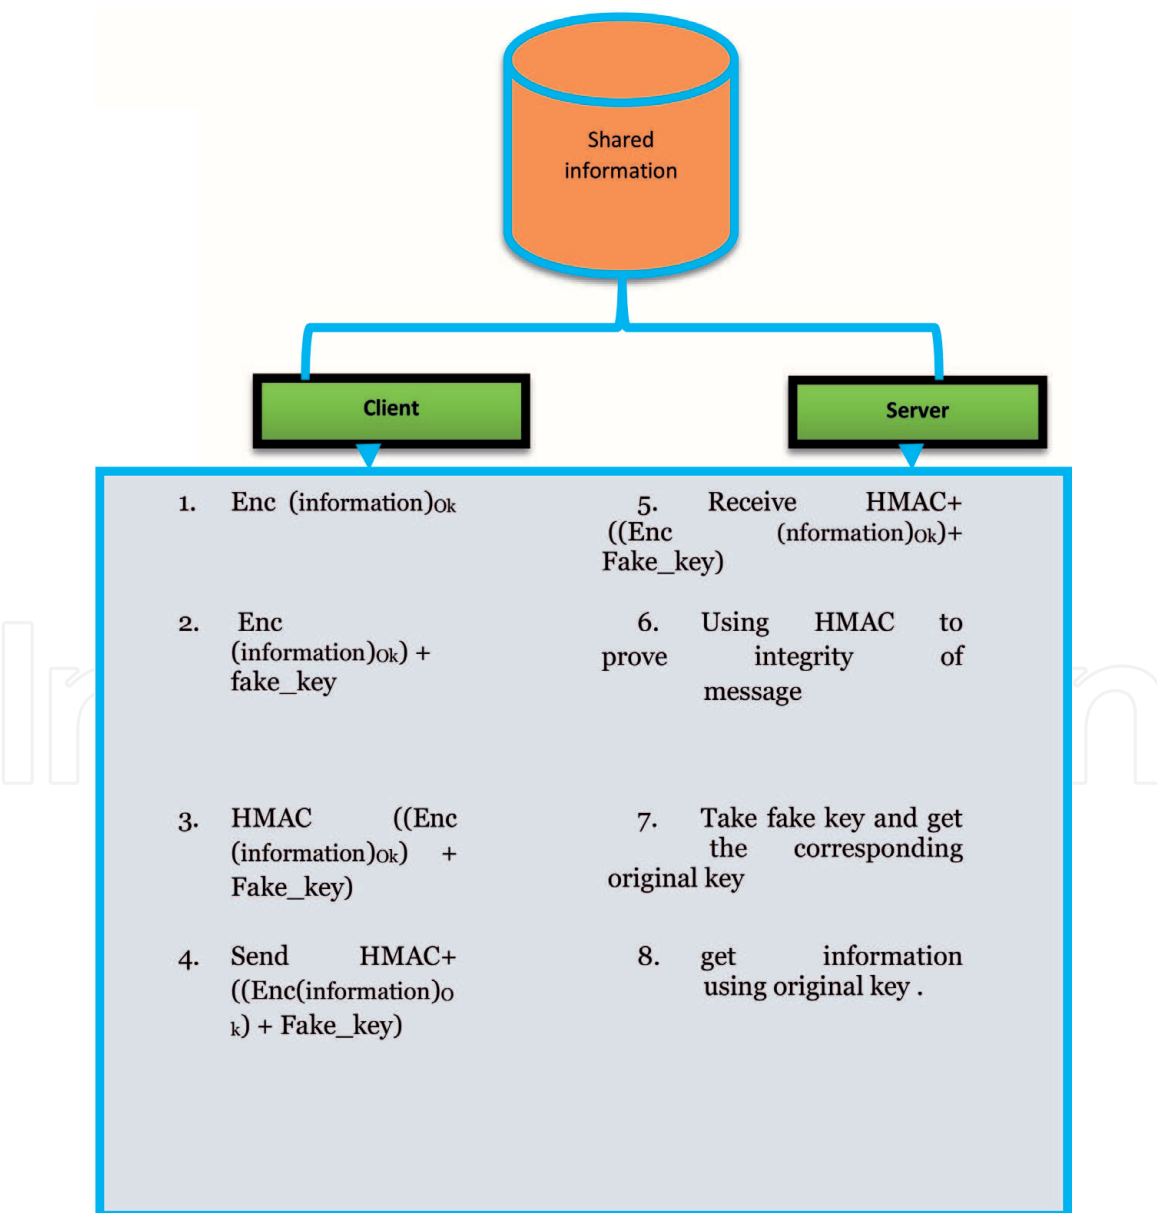 Shared
information
Client
Server
1. Enc (information)Ok
2. Enc
(information)Ok) +
fake_key
3. HMAC ((Enc
(information)Ok) +
Fake_key)
4. Send HMAC+
((Enc(information)O
k) + Fake_key)
5. Receive HMAC+
((Enc (nformation)Ok)+
Fake_key)
6. Using HMAC to
prove integrity of
message
7. Take fake key and get
the corresponding
original key
8. get information
using original key .